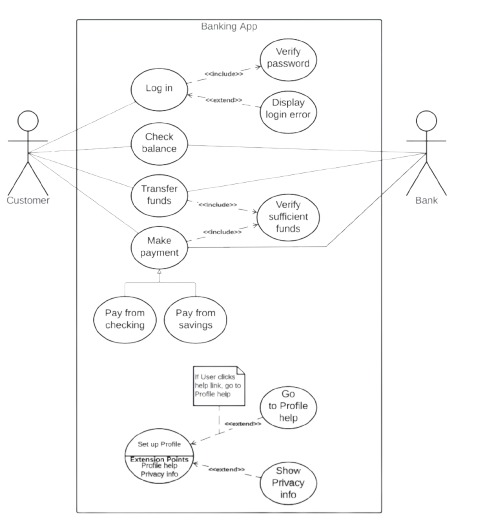 Banking App
Verify
password
<<include>>
Log in
<<extend>>
Display
login error
Check
balance
Customer
Bank
Transfer
funds
<<include>>
Verify
sufficient
funds
<<include>>
Make
payment
Pay from
checking
Pay from
savings
If User clicks
help link, go to
Profile help
Go
to Profile
help
<<extend>>
Set up Profile
Extension Points
Profile help
Privacy info
<<extend>>
Show
Privacy
info